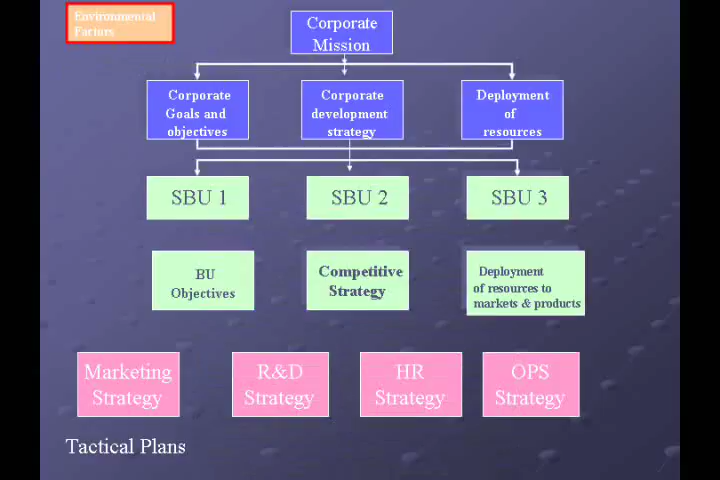 Environmental
Factors
Corporate
Mission
Corporate
Goals and
objectives
Corporate
development
strategy
Deployment
of
resources
SBU 1
SBU 2
SBU 3
BU
Objectives
Competitive
Strategy
Deployment
of resources to
markets & products
Marketing
Strategy
R&D
Strategy
HR
Strategy
OPS
Strategy
Tactical Plans